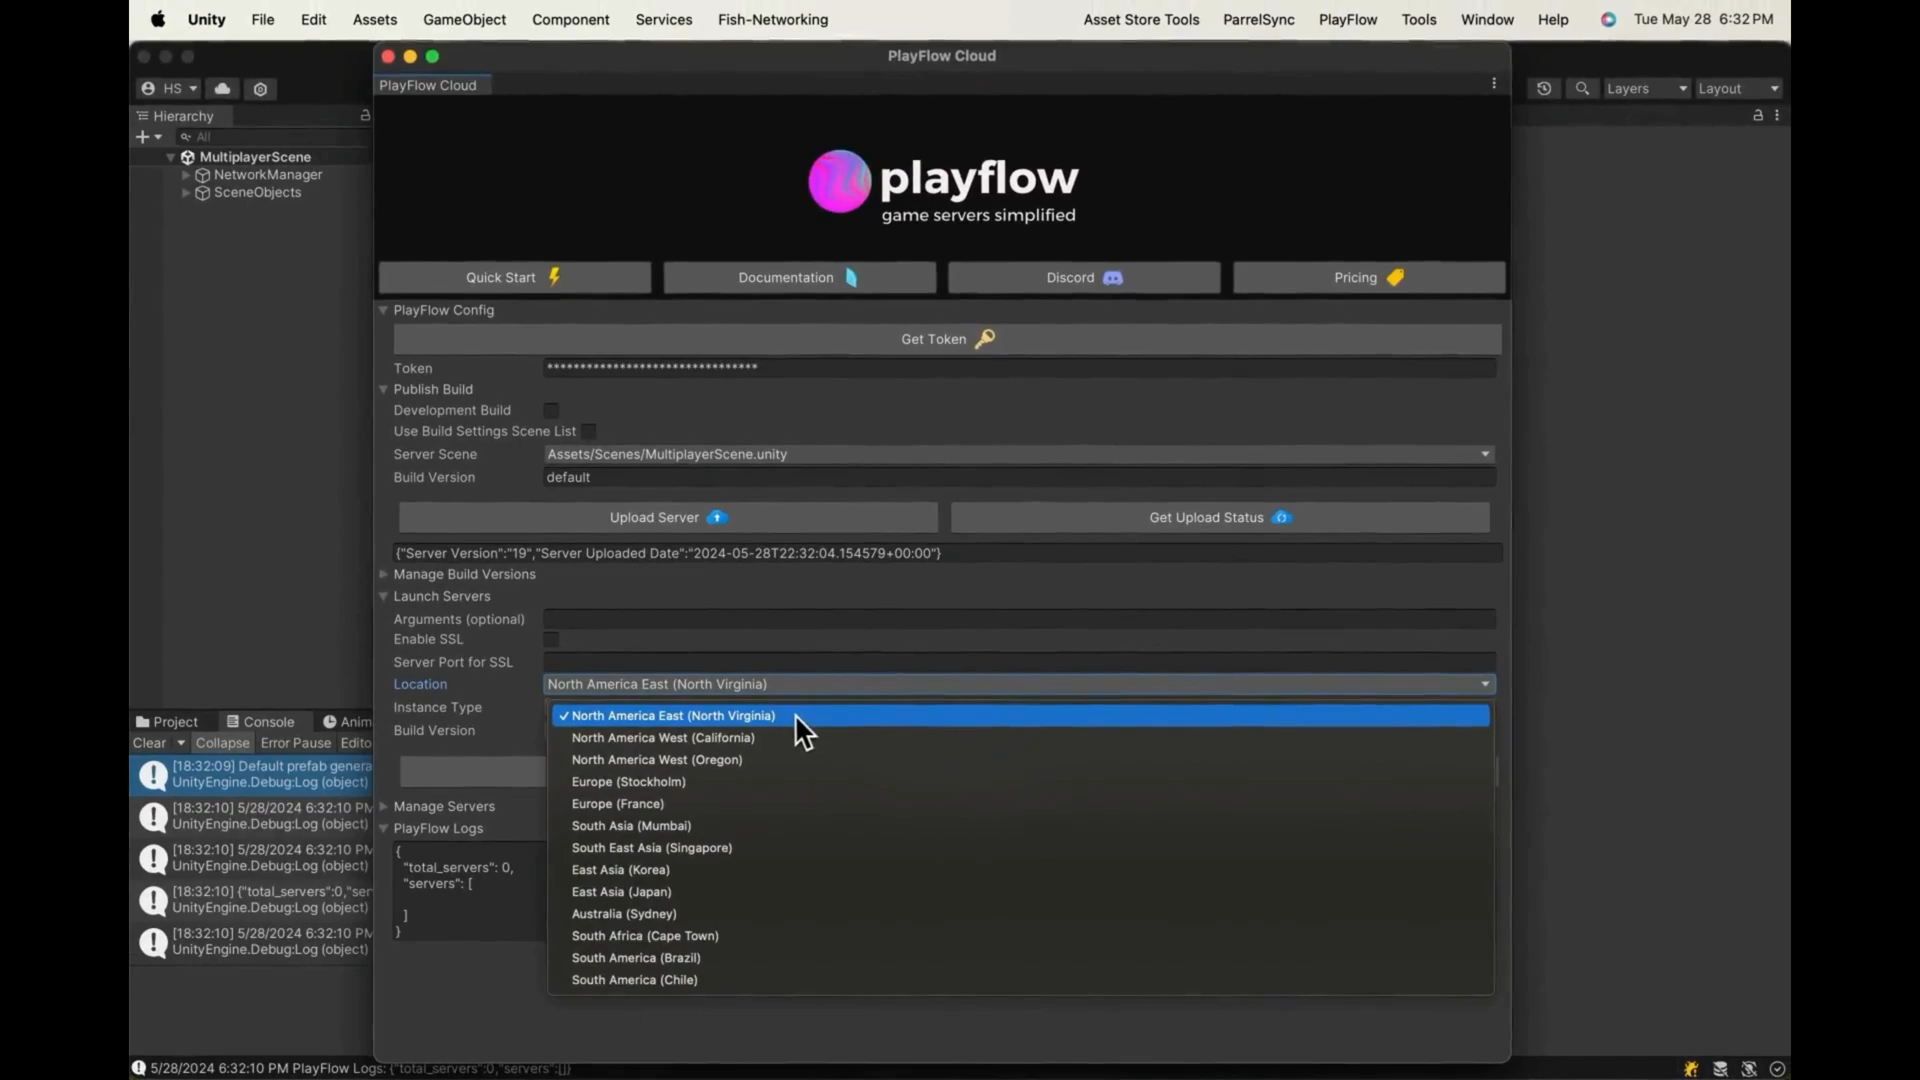 Unity File Edit Assets GameObject Component Services Fish-Networking Asset Store Tools ParrelSync PlayFlow Tools Window Help Tue May 28 6:32 PM
PlayFlow Cloud
HS
Layers Layout
PlayFlow Cloud
Hierarchy
All
MultiplayerScene
NetworkManager
SceneObjects
playflow
game servers simplified
Quick Start Documentation Discord Pricing
PlayFlow Config
Get Token
Token ********************************
Publish Build
Development Build
Use Build Settings Scene List
Server Scene Assets/Scenes/MultiplayerScene.unity
Build Version default
Upload Server Get Upload Status
{"Server Version":"19","Server Uploaded Date":"2024-05-28T22:32:04.154579+00:00"}
Manage Build Versions
Launch Servers
Arguments (optional)
Enable SSL
Server Port for SSL
Location North America East (North Virginia)
Instance Type
Build Version
✓ North America East (North Virginia)
North America West (California)
North America West (Oregon)
Europe (Stockholm)
Europe (France)
South Asia (Mumbai)
South East Asia (Singapore)
East Asia (Korea)
East Asia (Japan)
Australia (Sydney)
South Africa (Cape Town)
South America (Brazil)
South America (Chile)
Manage Servers
PlayFlow Logs
{
"total_servers": 0,
"servers": [
]
}
Project Console Anim
Clear Collapse Error Pause Edito
[18:32:09] Default prefab genera
UnityEngine.Debug:Log (object)
[18:32:10] 5/28/2024 6:32:10 PM
UnityEngine.Debug:Log (object)
[18:32:10] 5/28/2024 6:32:10 PM
UnityEngine.Debug:Log (object)
[18:32:10] {"total_servers":0,"ser
UnityEngine.Debug:Log (object)
[18:32:10] 5/28/2024 6:32:10 PM
UnityEngine.Debug:Log (object)
5/28/2024 6:32:10 PM PlayFlow Logs: {"total_servers":0,"servers":[]}